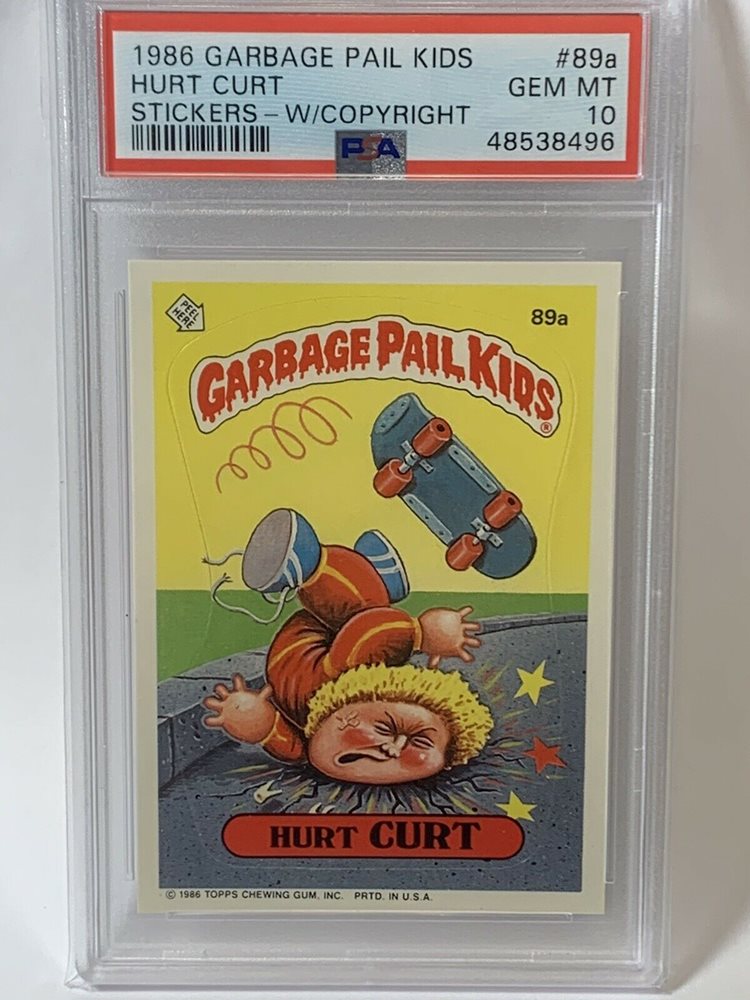 1986 GARBAGE PAIL KIDS #89a
HURT CURT GEM MT
STICKERS - W/COPYRIGHT 10
PSA 48538496
PEEL
HERE
89a
GARBAGE PAIL KIDS ®
HURT CURT
© 1986 TOPPS CHEWING GUM, INC. PRTD. IN U.S.A.